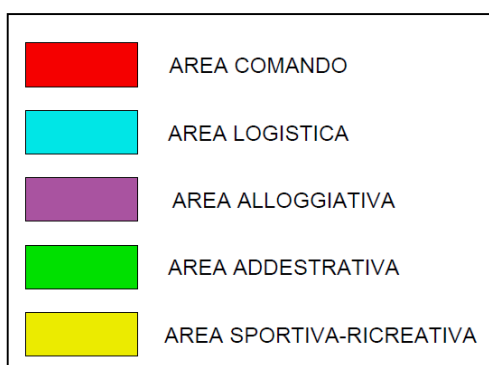 AREA COMANDO
AREA LOGISTICA
AREA ALLOGGIATIVA
AREA ADDESTRATIVA
AREA SPORTIVA-RICREATIVA